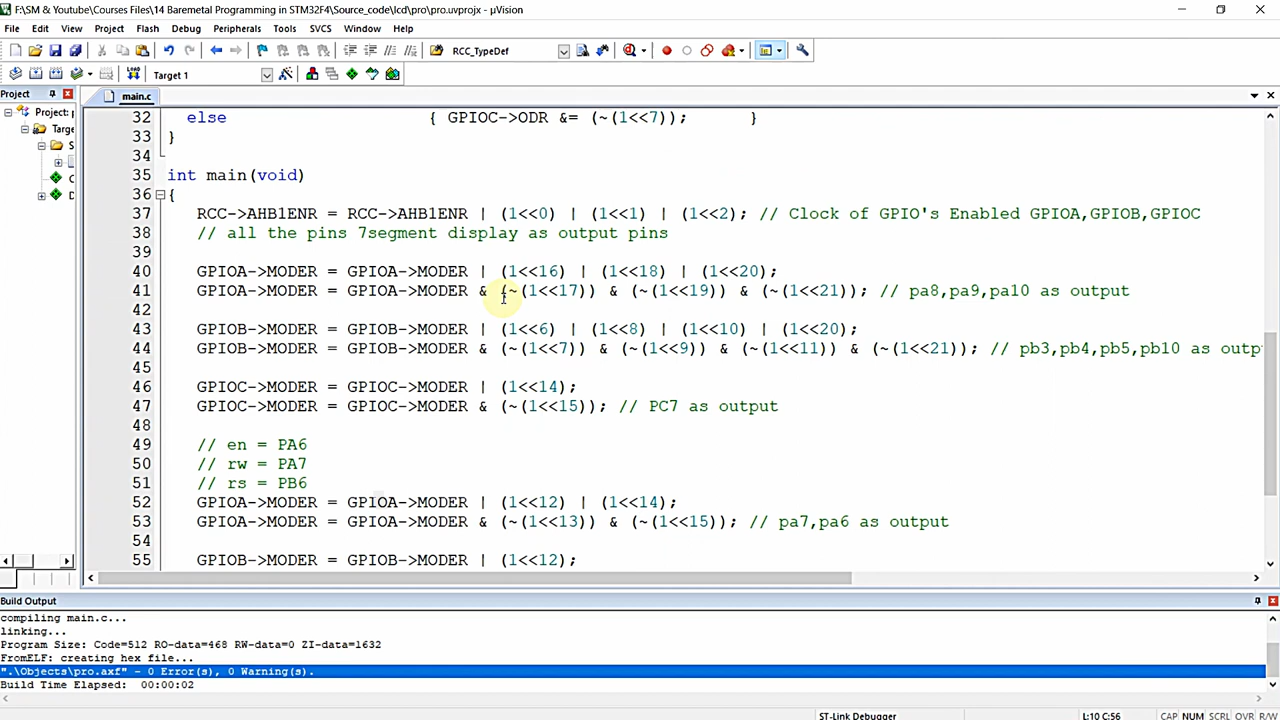 F:\SM & Youtube\Courses Files\14 Baremetal Programming in STM32F4\Source_code\lcd\pro\pro.uvprojx - µVision
File Edit View Project Flash Debug Peripherals Tools SVCS Window Help
RCC_TypeDef
LOAD
Target 1
Project
main.c
Project: p
Targe
S
C
D
32 else { GPIOC->ODR &= (~(1<<7)); }
33 }
34
35 int main(void)
36 {
37 RCC->AHB1ENR = RCC->AHB1ENR | (1<<0) | (1<<1) | (1<<2); // Clock of GPIO's Enabled GPIOA,GPIOB,GPIOC
38 // all the pins 7segment display as output pins
39
40 GPIOA->MODER = GPIOA->MODER | (1<<16) | (1<<18) | (1<<20);
41 GPIOA->MODER = GPIOA->MODER & (~(1<<17)) & (~(1<<19)) & (~(1<<21)); // pa8,pa9,pa10 as output
42
43 GPIOB->MODER = GPIOB->MODER | (1<<6) | (1<<8) | (1<<10) | (1<<20);
44 GPIOB->MODER = GPIOB->MODER & (~(1<<7)) & (~(1<<9)) & (~(1<<11)) & (~(1<<21)); // pb3,pb4,pb5,pb10 as outp
45
46 GPIOC->MODER = GPIOC->MODER | (1<<14);
47 GPIOC->MODER = GPIOC->MODER & (~(1<<15)); // PC7 as output
48
49 // en = PA6
50 // rw = PA7
51 // rs = PB6
52 GPIOA->MODER = GPIOA->MODER | (1<<12) | (1<<14);
53 GPIOA->MODER = GPIOA->MODER & (~(1<<13)) & (~(1<<15)); // pa7,pa6 as output
54
55 GPIOB->MODER = GPIOB->MODER | (1<<12);
Build Output
compiling main.c...
linking...
Program Size: Code=512 RO-data=468 RW-data=0 ZI-data=1632
FromELF: creating hex file...
".\Objects\pro.axf" - 0 Error(s), 0 Warning(s).
Build Time Elapsed: 00:00:02
ST-Link Debugger L:10 C:56 CAP NUM SCRL OVR R/W